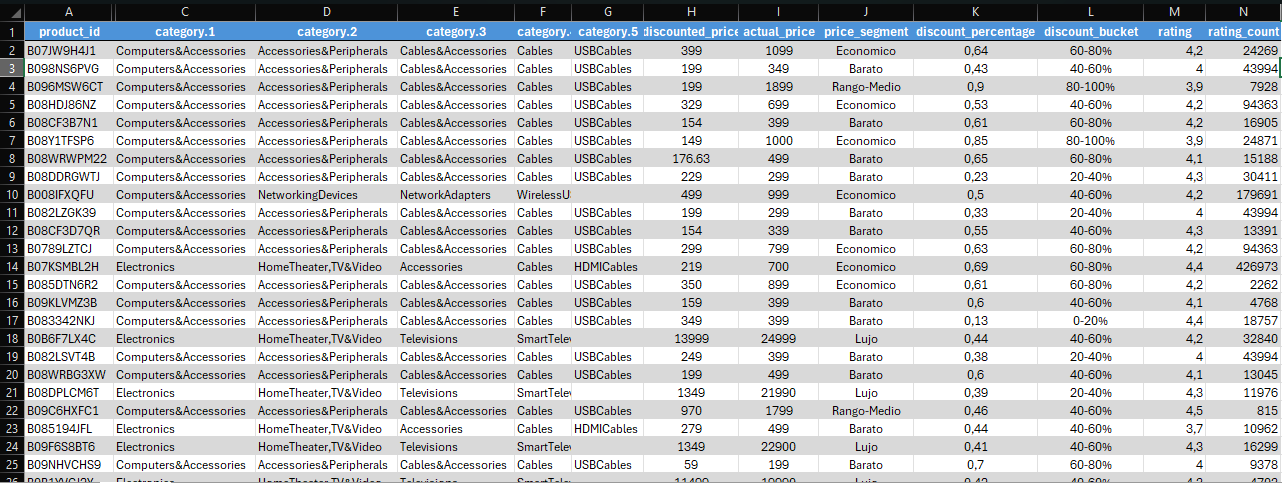 A C D E F G H I J K L M N
1 product_id category.1 category.2 category.3 category. category.5 discounted_price actual_price price_segment discount_percentage discount_bucket rating rating_count
2 B07JW9H4J1 Computers&Accessories Accessories&Peripherals Cables&Accessories Cables USBCables 399 1099 Economico 0,64 60-80% 4,2 24269
3 B098NS6PVG Computers&Accessories Accessories&Peripherals Cables&Accessories Cables USBCables 199 349 Barato 0,43 40-60% 4 43994
4 B096MSW6CT Computers&Accessories Accessories&Peripherals Cables&Accessories Cables USBCables 199 1899 Rango-Medio 0,9 80-100% 3,9 7928
5 B08HDJ86NZ Computers&Accessories Accessories&Peripherals Cables&Accessories Cables USBCables 329 699 Economico 0,53 40-60% 4,2 94363
6 B08CF3B7N1 Computers&Accessories Accessories&Peripherals Cables&Accessories Cables USBCables 154 399 Barato 0,61 60-80% 4,2 16905
7 B08Y1TFSP6 Computers&Accessories Accessories&Peripherals Cables&Accessories Cables USBCables 149 1000 Economico 0,85 80-100% 3,9 24871
8 B08WRWPM22 Computers&Accessories Accessories&Peripherals Cables&Accessories Cables USBCables 176.63 499 Barato 0,65 60-80% 4,1 15188
9 B08DDRGWTJ Computers&Accessories Accessories&Peripherals Cables&Accessories Cables USBCables 229 299 Barato 0,23 20-40% 4,3 30411
10 B008IFXQFU Computers&Accessories NetworkingDevices NetworkAdapters WirelessU 499 999 Economico 0,5 40-60% 4,2 179691
11 B082LZGK39 Computers&Accessories Accessories&Peripherals Cables&Accessories Cables USBCables 199 299 Barato 0,33 20-40% 4 43994
12 B08CF3D7QR Computers&Accessories Accessories&Peripherals Cables&Accessories Cables USBCables 154 339 Barato 0,55 40-60% 4,3 13391
13 B0789LZTCJ Computers&Accessories Accessories&Peripherals Cables&Accessories Cables USBCables 299 799 Economico 0,63 60-80% 4,2 94363
14 B07KSMBL2H Electronics HomeTheater,TV&Video Accessories Cables HDMICables 219 700 Economico 0,69 60-80% 4,4 426973
15 B085DTN6R2 Computers&Accessories Accessories&Peripherals Cables&Accessories Cables USBCables 350 899 Economico 0,61 60-80% 4,2 2262
16 B09KLVMZ3B Computers&Accessories Accessories&Peripherals Cables&Accessories Cables USBCables 159 399 Barato 0,6 40-60% 4,1 4768
17 B083342NKJ Computers&Accessories Accessories&Peripherals Cables&Accessories Cables USBCables 349 399 Barato 0,13 0-20% 4,4 18757
18 B0B6F7LX4C Electronics HomeTheater,TV&Video Televisions SmartTelev 13999 24999 Lujo 0,44 40-60% 4,2 32840
19 B082LSVT4B Computers&Accessories Accessories&Peripherals Cables&Accessories Cables USBCables 249 399 Barato 0,38 20-40% 4 43994
20 B08WRBG3XW Computers&Accessories Accessories&Peripherals Cables&Accessories Cables USBCables 199 499 Barato 0,6 40-60% 4,1 13045
21 B08DPLCM6T Electronics HomeTheater,TV&Video Televisions SmartTelev 1349 21990 Lujo 0,39 20-40% 4,3 11976
22 B09C6HXFC1 Computers&Accessories Accessories&Peripherals Cables&Accessories Cables USBCables 970 1799 Rango-Medio 0,46 40-60% 4,5 815
23 B085194JFL Electronics HomeTheater,TV&Video Accessories Cables HDMICables 279 499 Barato 0,44 40-60% 3,7 10962
24 B09F6S8BT6 Electronics HomeTheater,TV&Video Televisions SmartTelev 1349 22900 Lujo 0,41 40-60% 4,3 16299
25 B09NHVCHS9 Computers&Accessories Accessories&Peripherals Cables&Accessories Cables USBCables 59 199 Barato 0,7 60-80% 4 9378